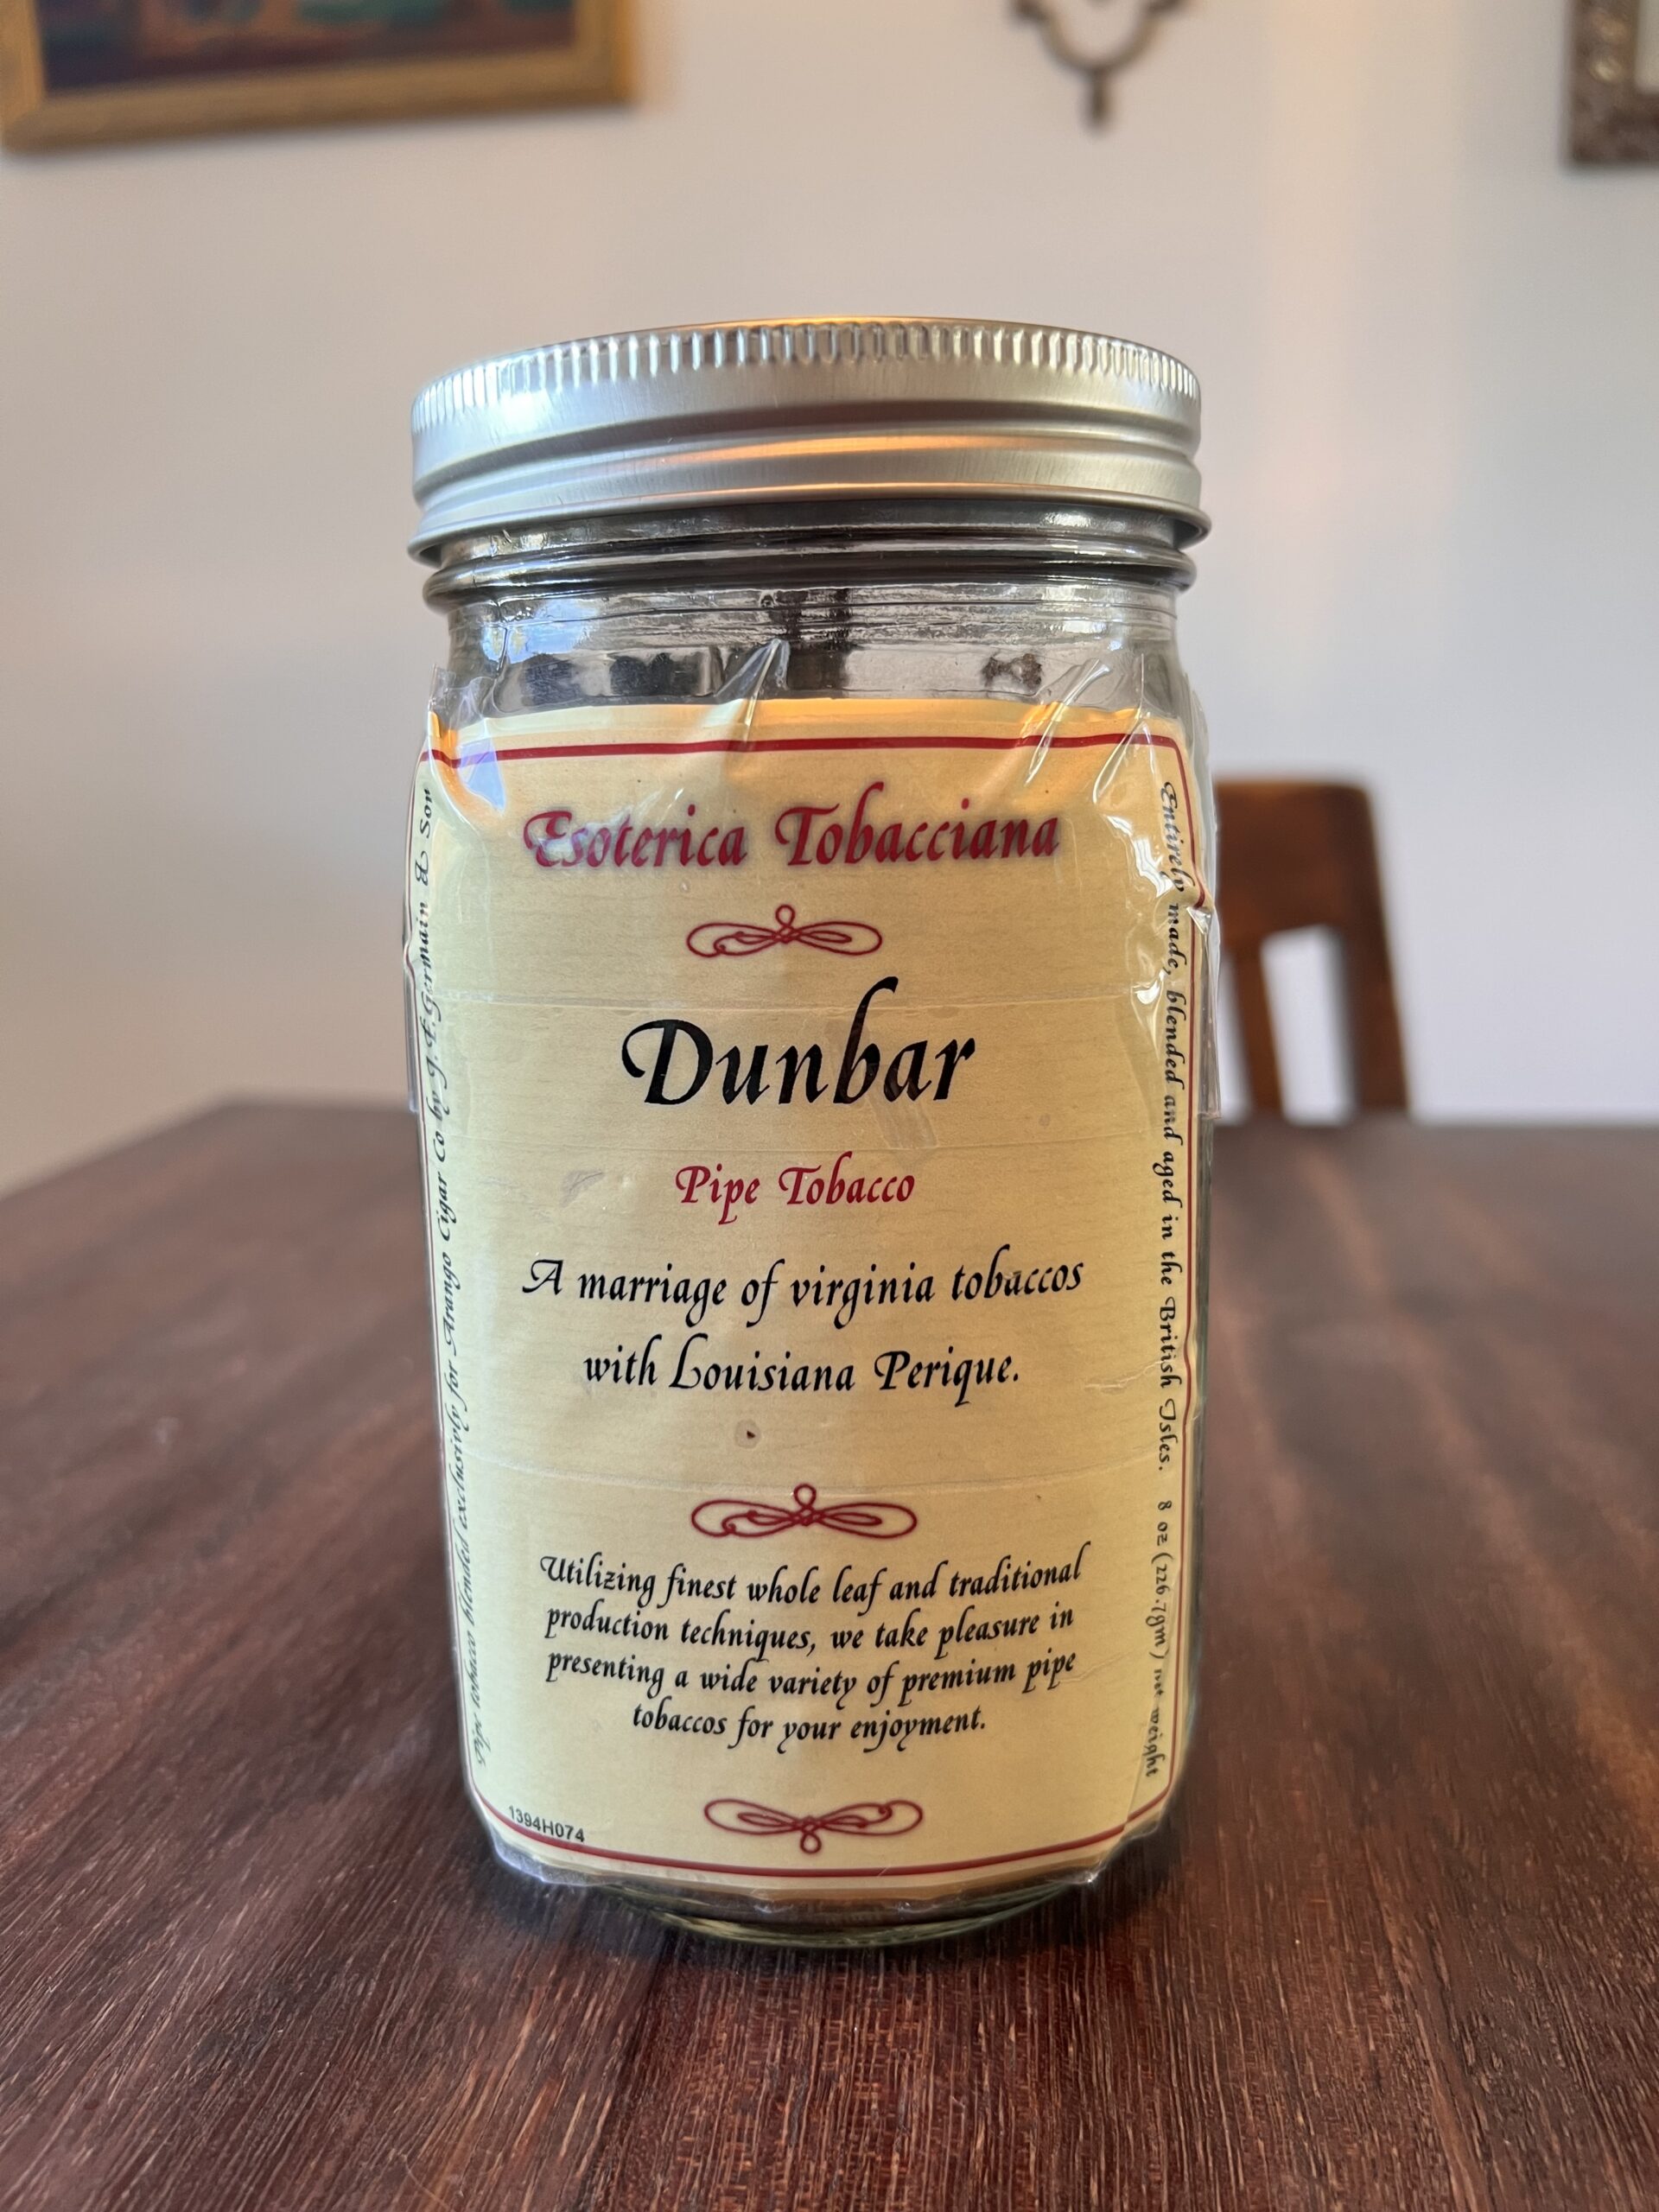 Esoterica Tobacciana
Dunbar
Pipe Tobacco
A marriage of virginia tobaccos
with Louisiana Perique.
Utilizing finest whole leaf and traditional
production techniques, we take pleasure in
presenting a wide variety of premium pipe
tobaccos for your enjoyment.
1394H074
Pipe tobacco blended exclusivly for Arango Cigar Co by J.F. Germain & Son
Entirely made, blended and aged in the British Isles. 8 oz (226.7gm) net weight